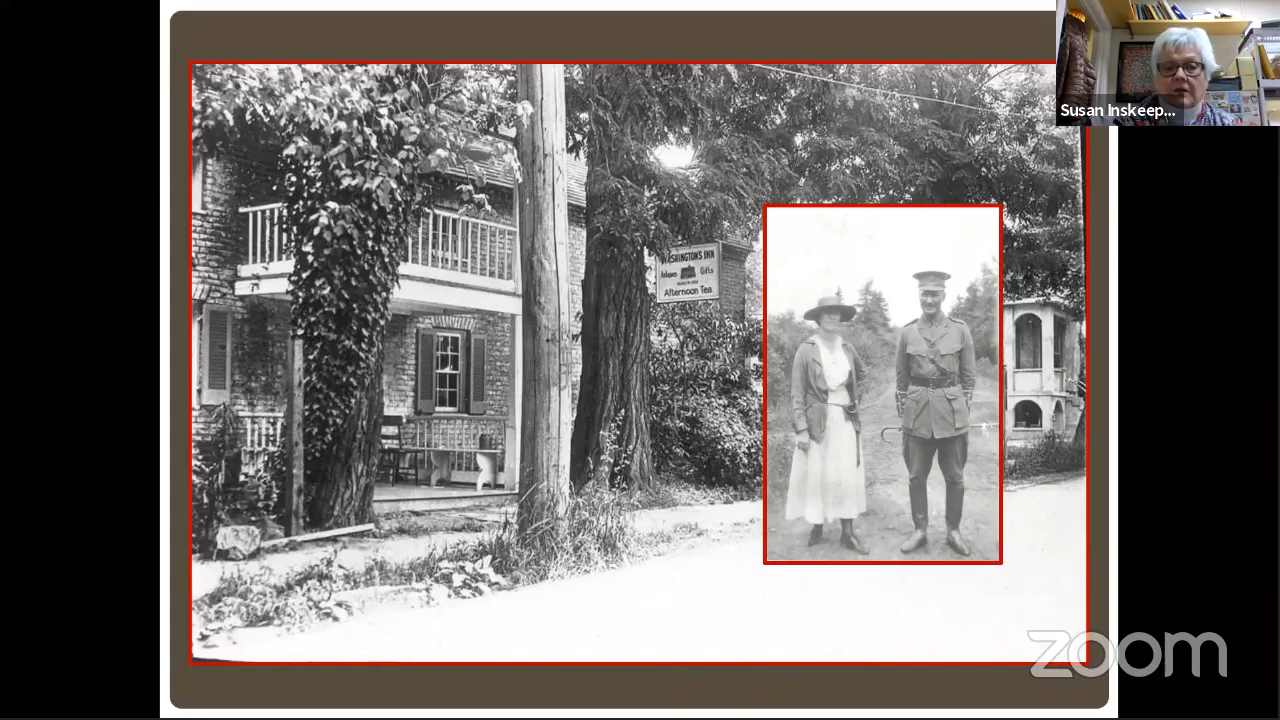 Susan Inskeep...
WASHINGTON'S INN
Antiques Gifts
Afternoon Tea
zoom